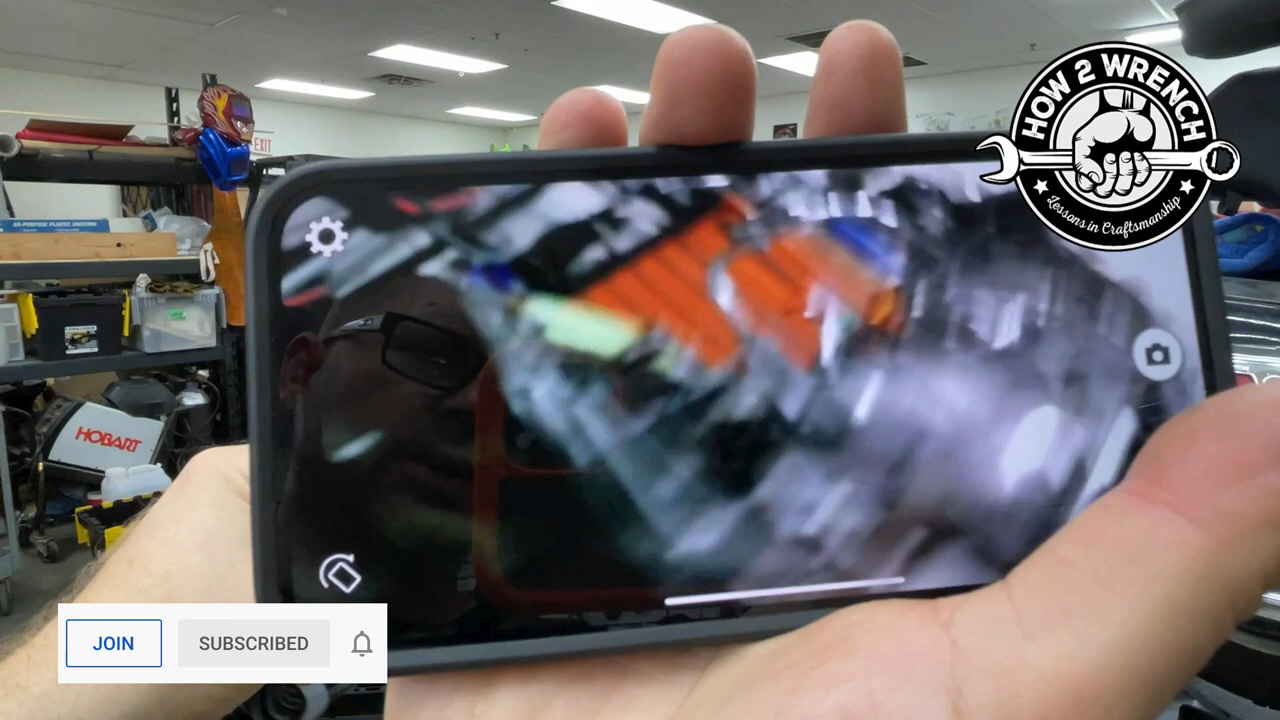 HOW 2 WRENCH
Lessons in Craftsmanship
EXIT
HOBART
JOIN
SUBSCRIBED